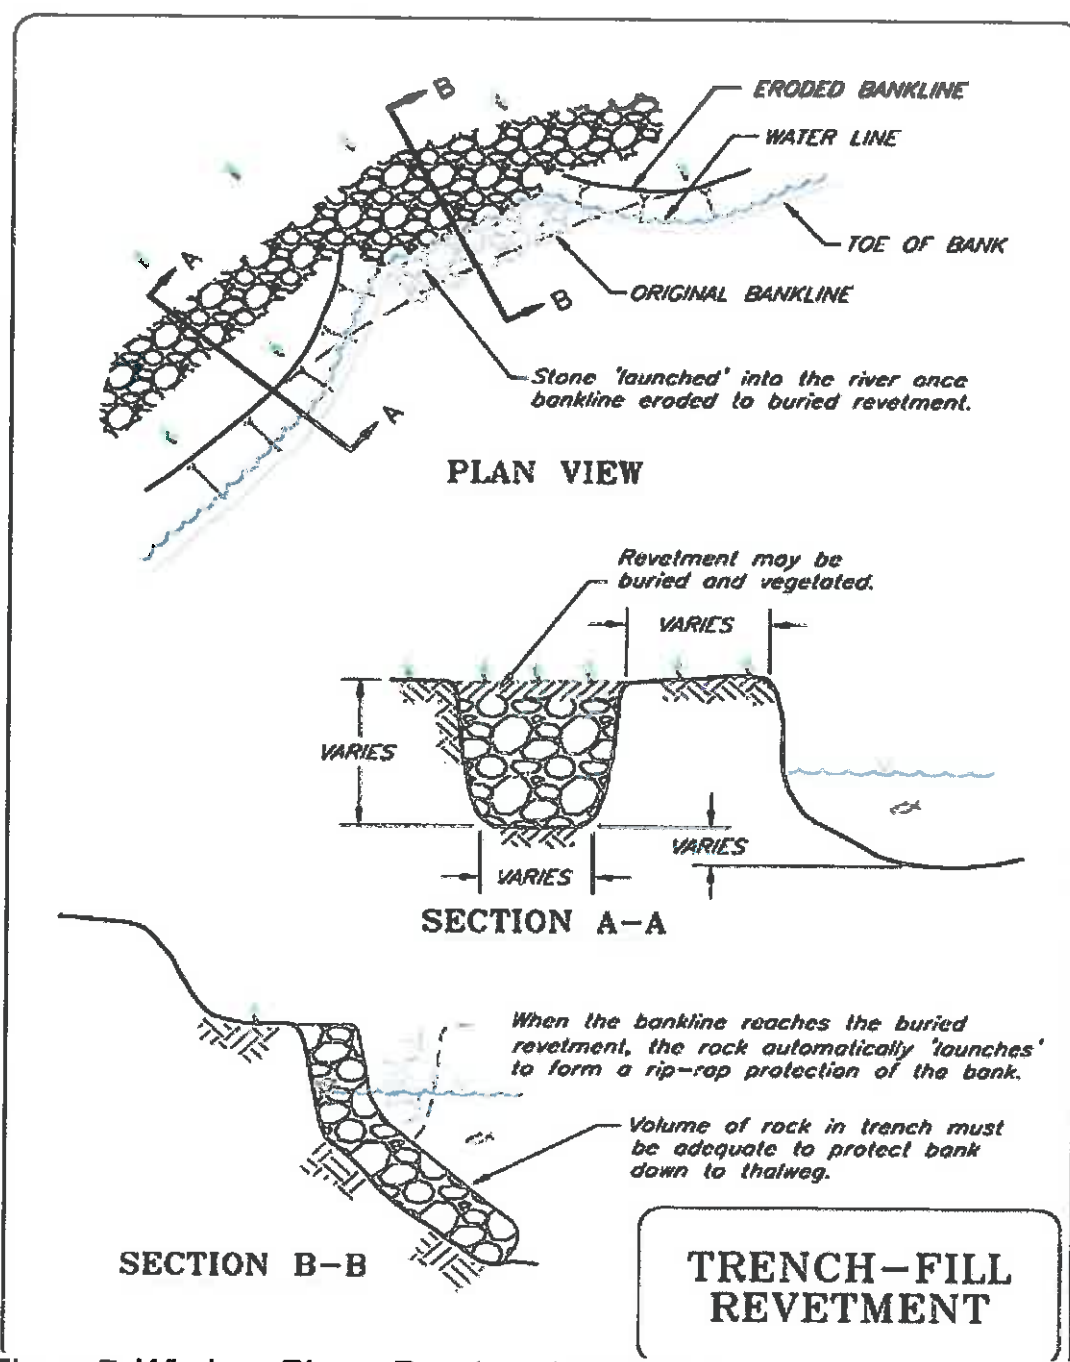 B
ERODED BANKLINE
WATER LINE
TOE OF BANK
A
B
ORIGINAL BANKLINE
Stone 'launched' into the river once
bankline eroded to buried revetment.
A
PLAN VIEW
Revetment may be
buried and vegetated.
VARIES
VARIES
VARIES
VARIES
SECTION A-A
When the bankline reaches the buried
revetment, the rock automatically 'launches'
to form a rip-rap protection of the bank.
Volume of rock in trench must
be adequate to protect bank
down to thalweg.
SECTION B-B
TRENCH-FILL
REVETMENT